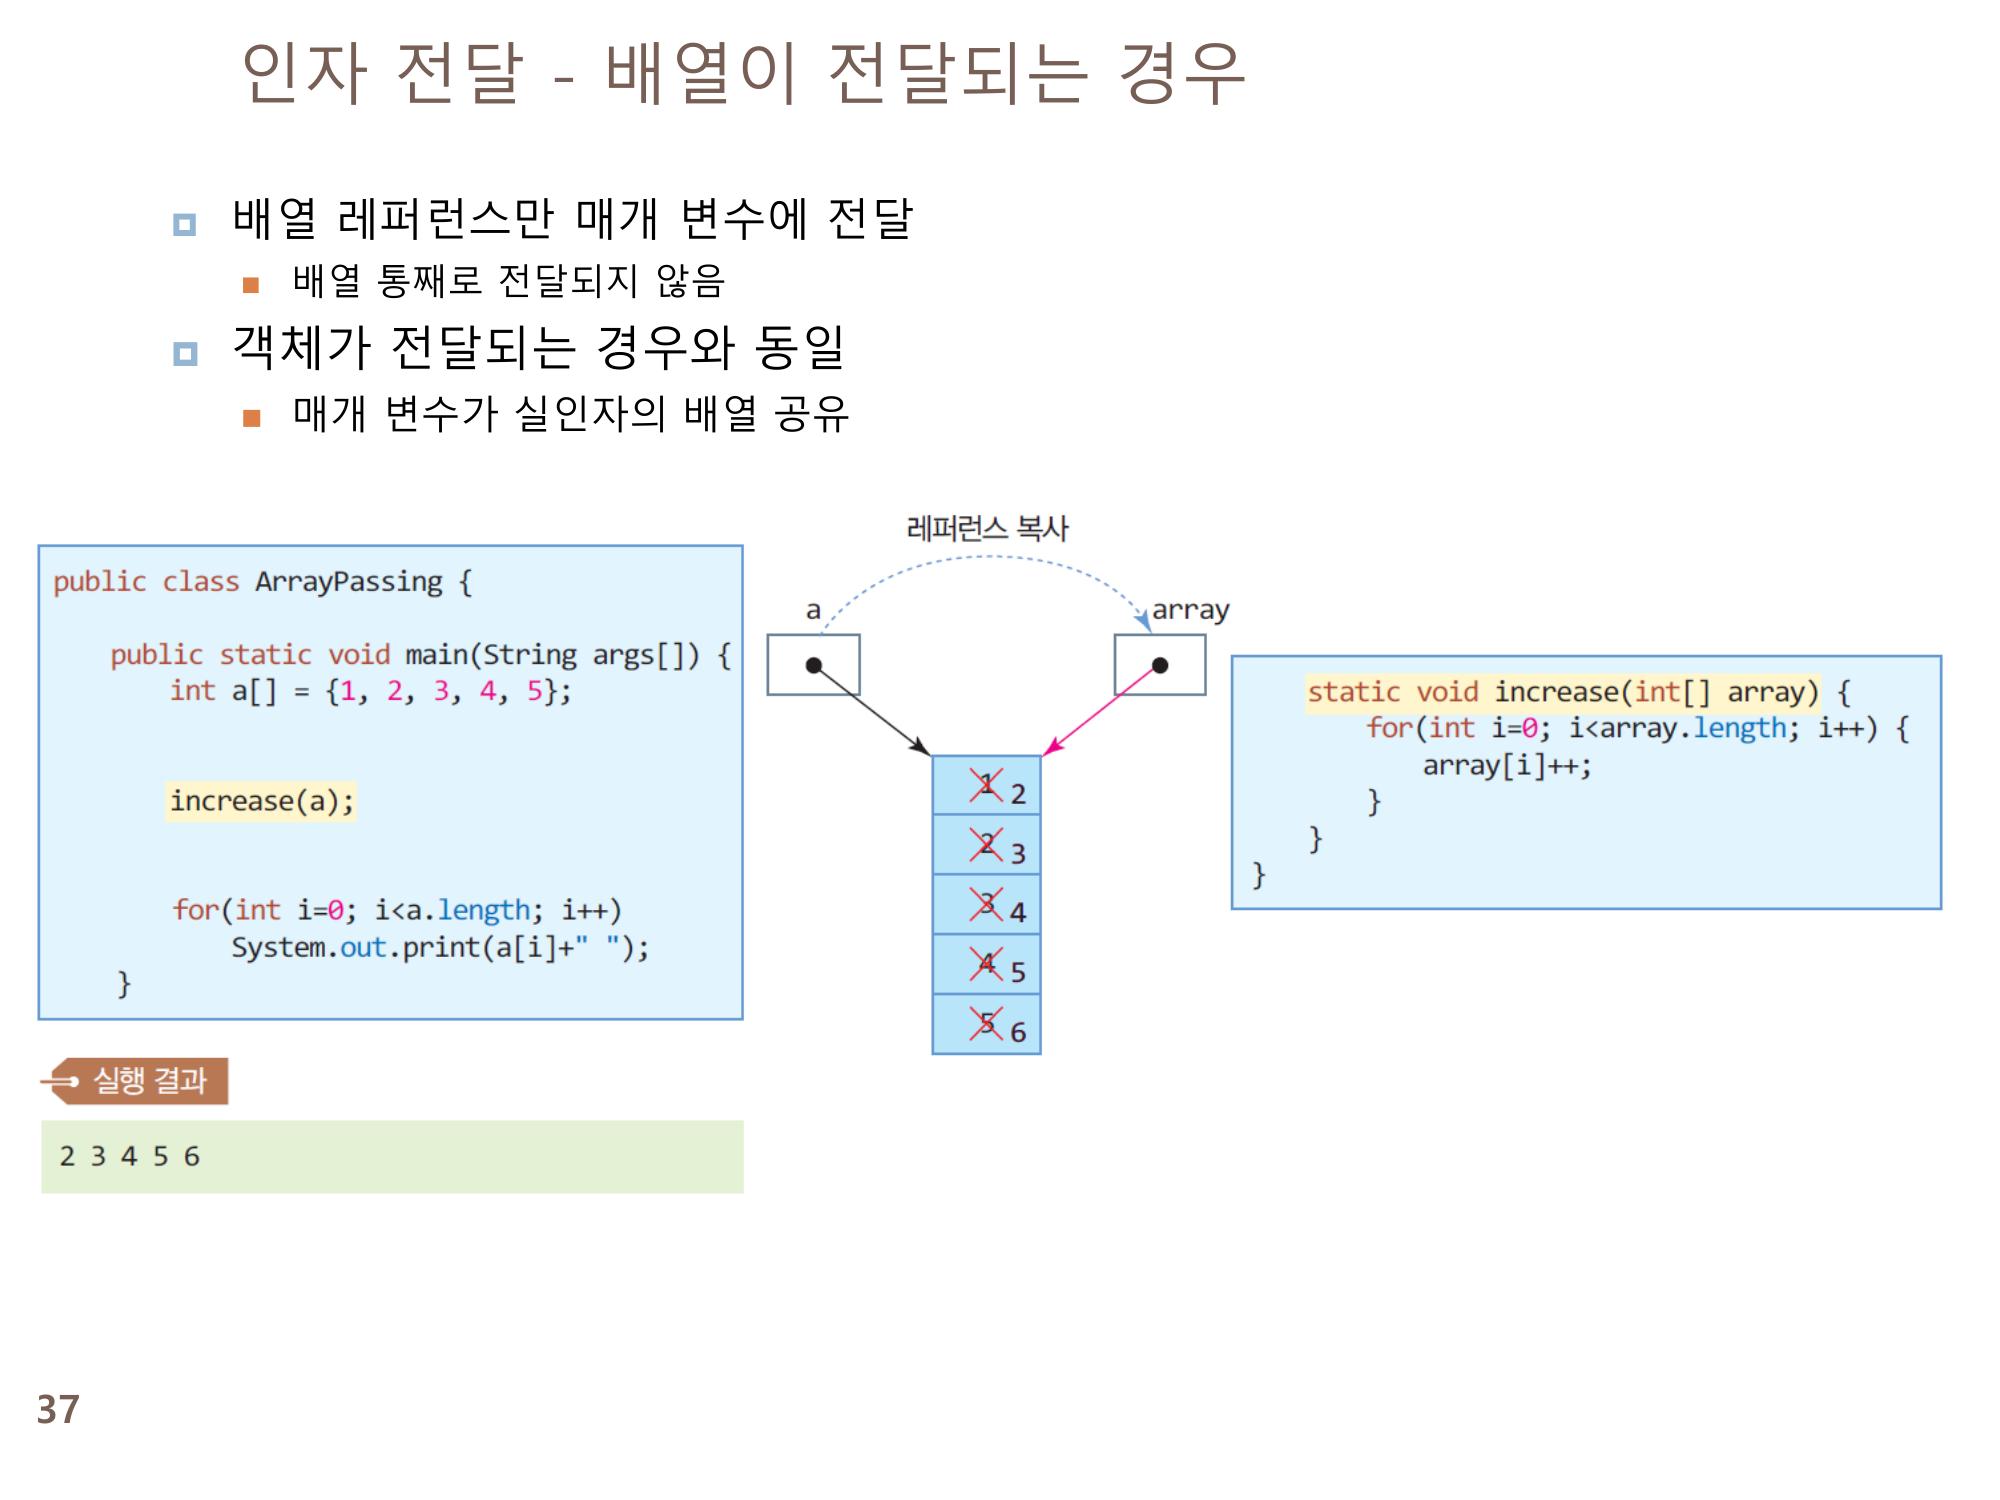 인자 전달 - 배열이 전달되는 경우
배열 레퍼런스만 매개 변수에 전달
배열 통째로 전달되지 않음
객체가 전달되는 경우와 동일
매개 변수가 실인자의 배열 공유
public class ArrayPassing {
public static void main(String args[]) {
int a[] = {1, 2, 3, 4, 5};
increase(a);
for(int i=0; i<a.length; i++)
System.out.print(a[i]+" ");
}
레퍼런스 복사
a
array
1 2
2 3
3 4
4 5
5 6
static void increase(int[] array) {
for(int i=0; i<array.length; i++) {
array[i]++;
}
}
}
실행 결과
2 3 4 5 6
37